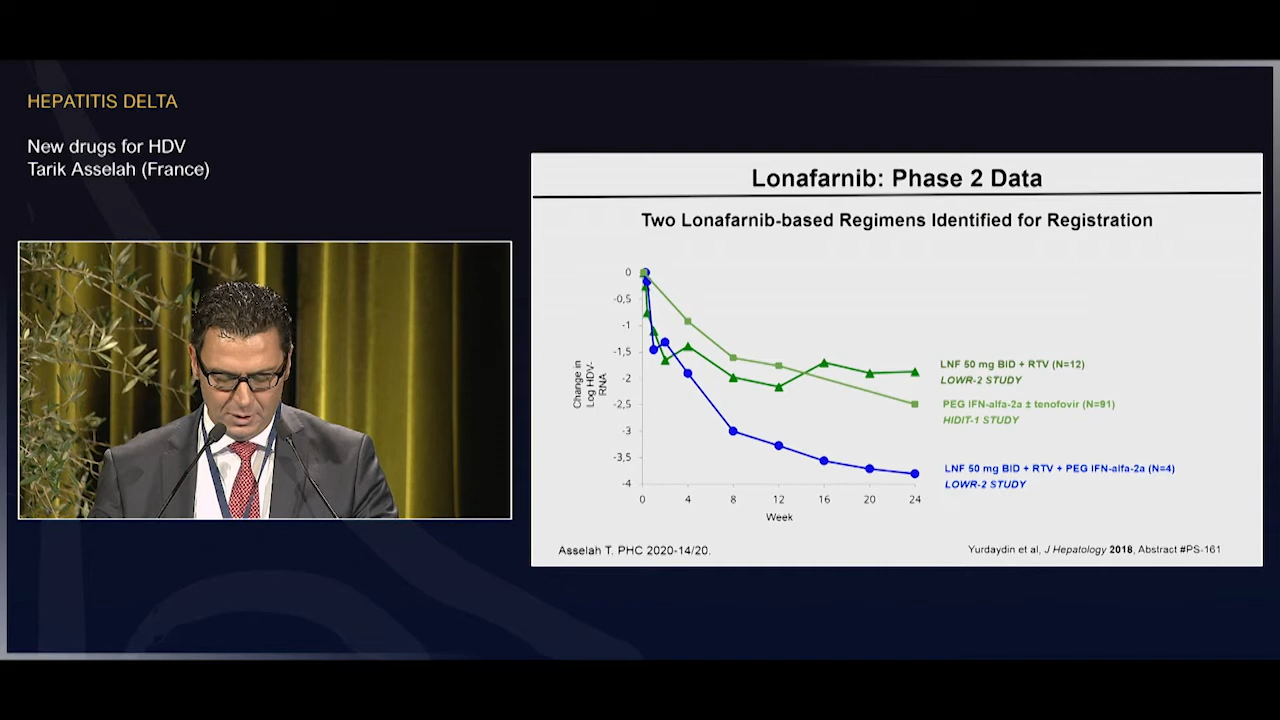 HEPATITIS DELTA
New drugs for HDV
Tarik Asselah (France)
Lonafarnib: Phase 2 Data
Two Lonafarnib-based Regimens Identified for Registration
0
-0,5
-1
-1,5
-2
-2,5
-3
-3,5
-4
Change in
Log HDV-
RNA
0 4 8 12 16 20 24
Week
LNF 50 mg BID + RTV (N=12)
LOWR-2 STUDY
PEG IFN-alfa-2a ± tenofovir (N=91)
HIDIT-1 STUDY
LNF 50 mg BID + RTV + PEG IFN-alfa-2a (N=4)
LOWR-2 STUDY
Asselah T. PHC 2020-14/20.
Yurdaydin et al, J Hepatology 2018, Abstract #PS-161